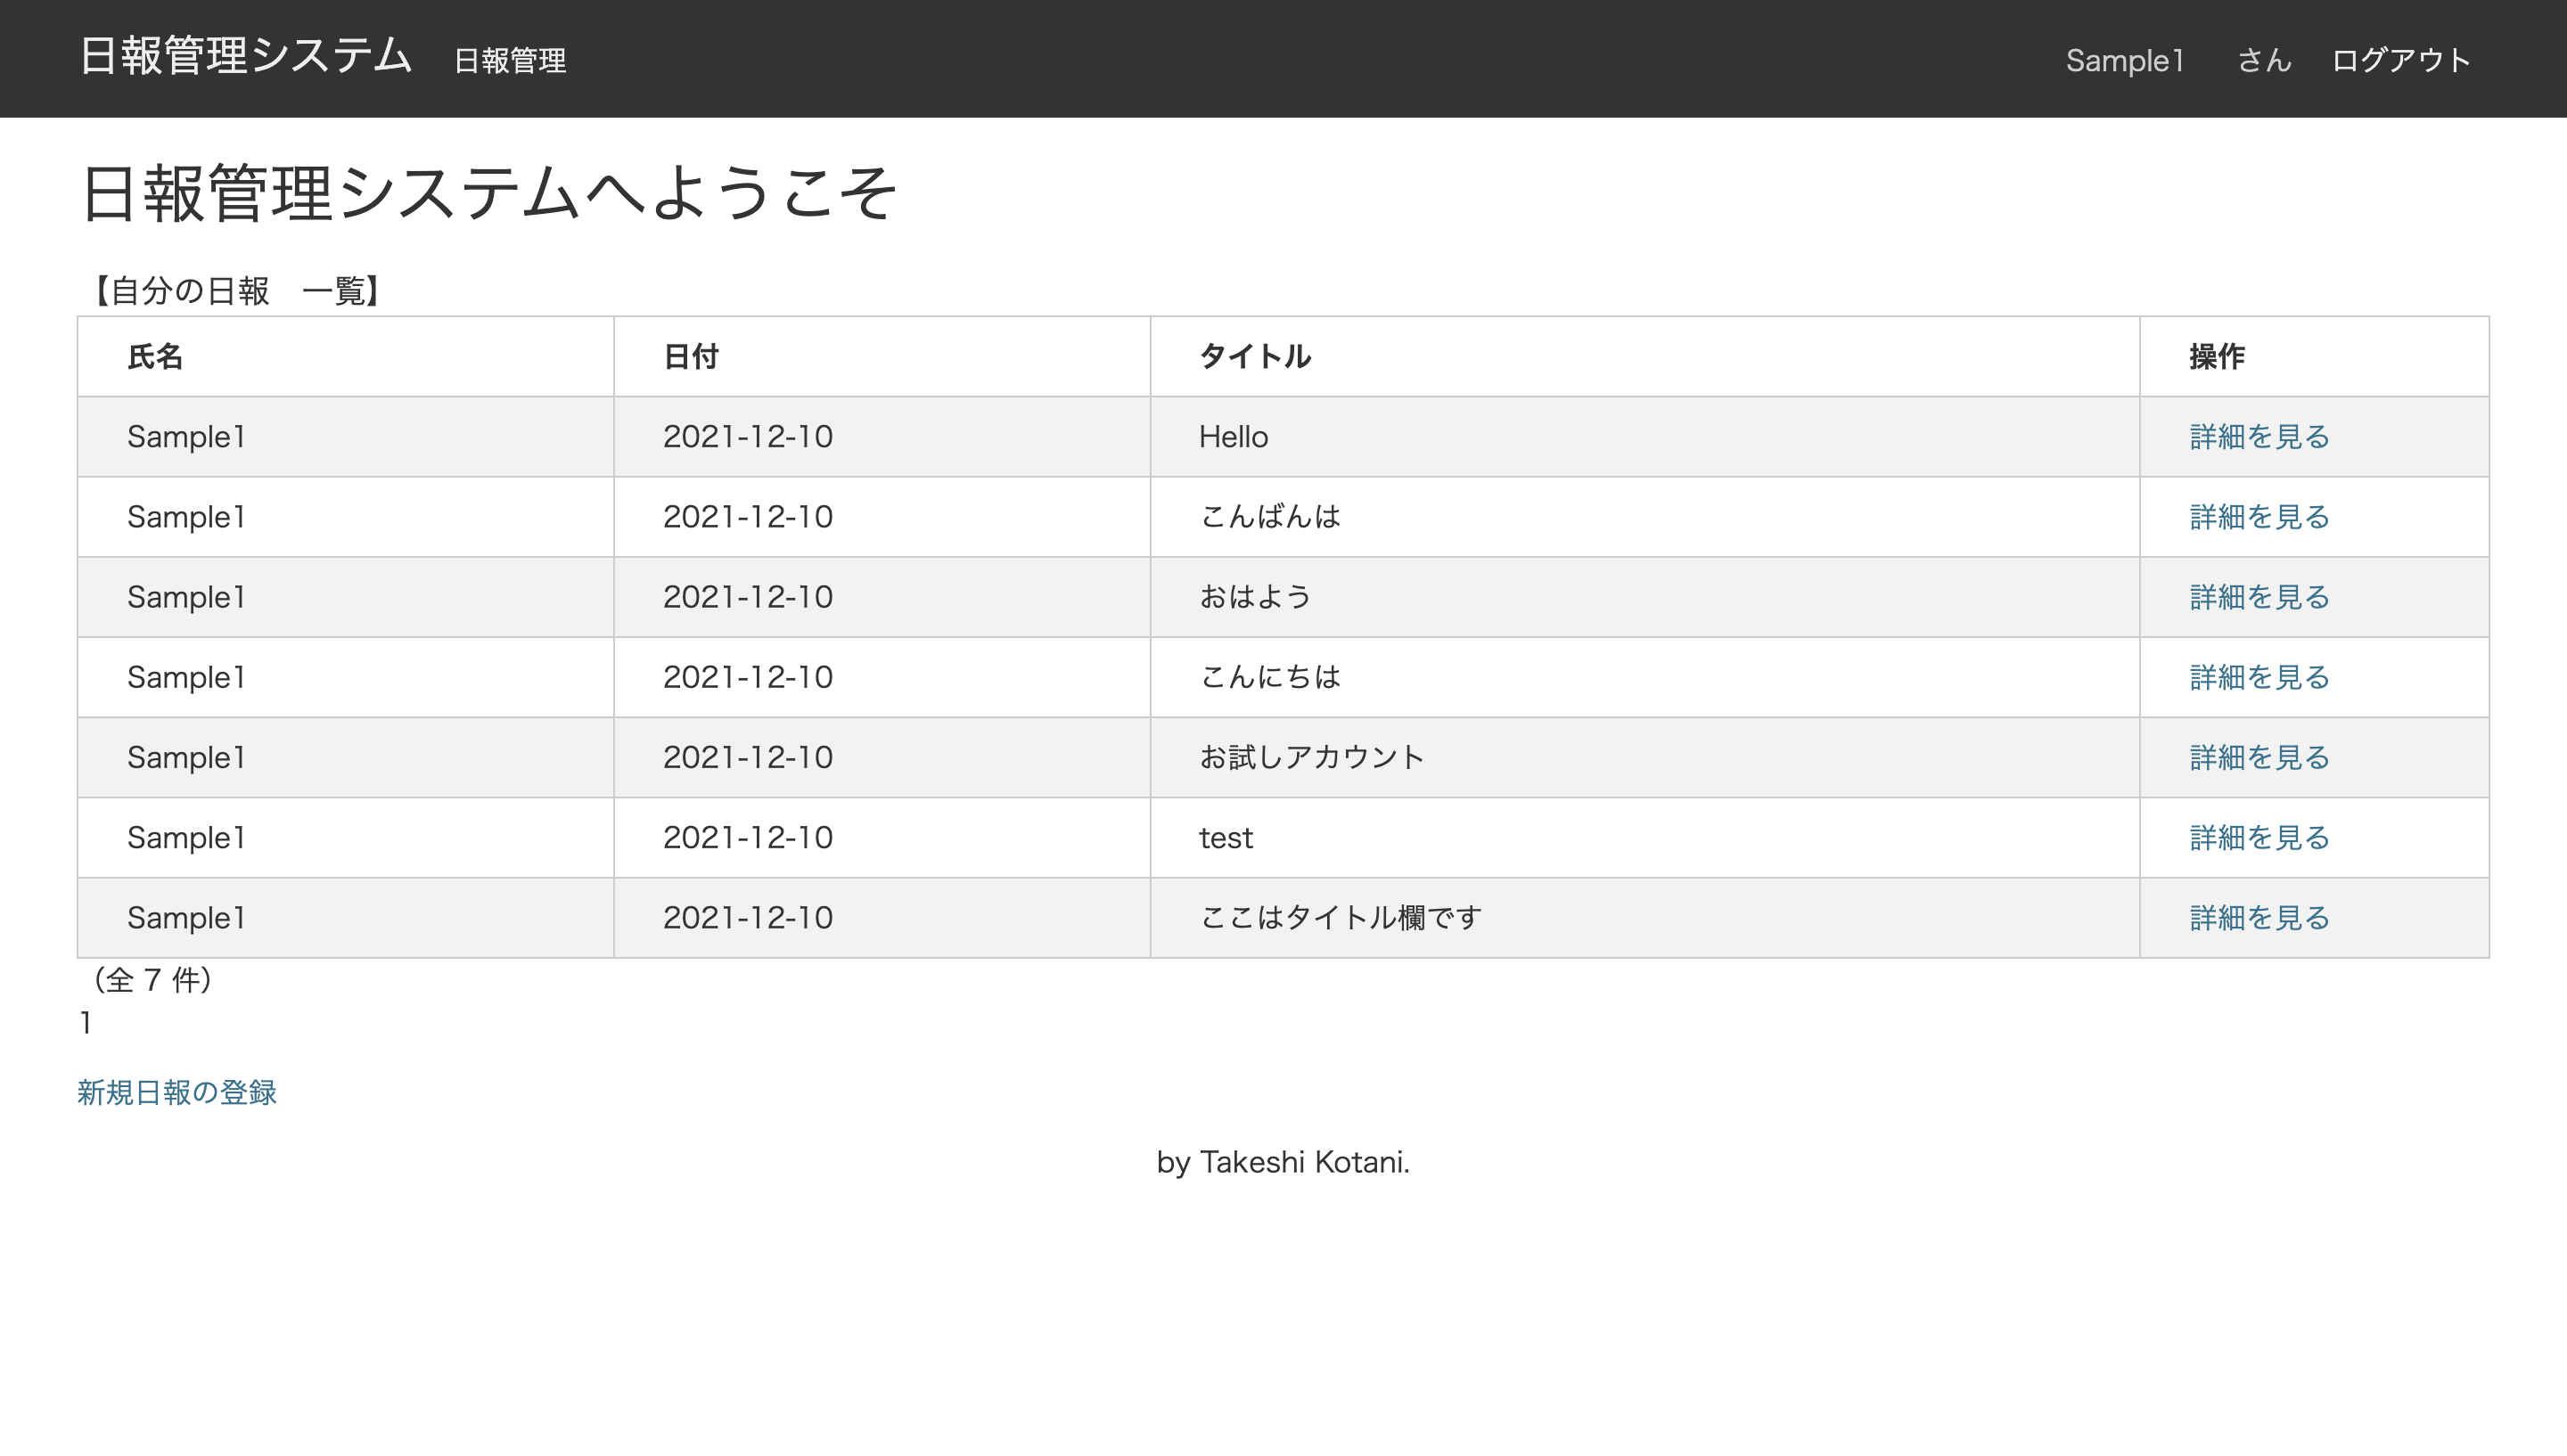 日報管理システム 日報管理 Sample1 さん ログアウト
日報管理システムへようこそ
【自分の日報　一覧】
氏名 日付 タイトル 操作
Sample1 2021-12-10 Hello 詳細を見る
Sample1 2021-12-10 こんばんは 詳細を見る
Sample1 2021-12-10 おはよう 詳細を見る
Sample1 2021-12-10 こんにちは 詳細を見る
Sample1 2021-12-10 お試しアカウント 詳細を見る
Sample1 2021-12-10 test 詳細を見る
Sample1 2021-12-10 ここはタイトル欄です 詳細を見る
（全 7 件）
1
新規日報の登録
by Takeshi Kotani.